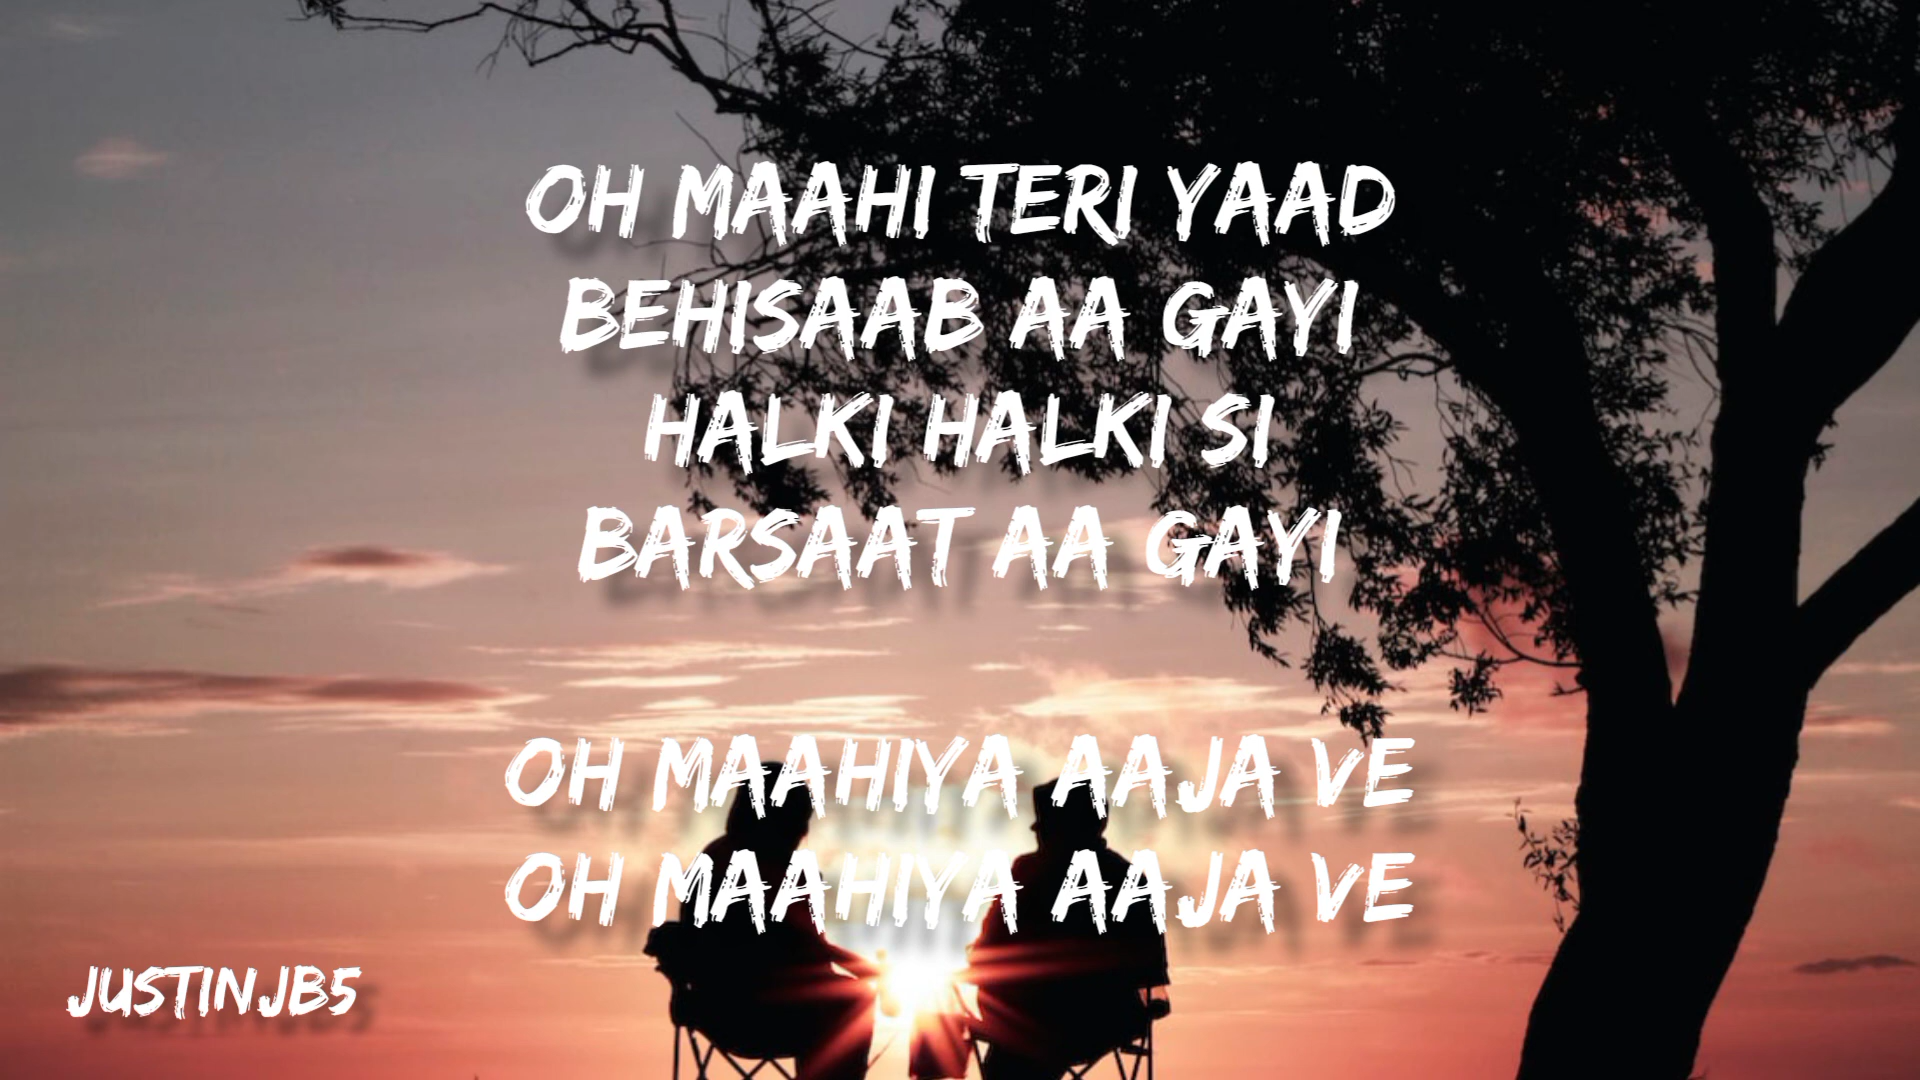 OH MAAHI TERI YAAD
BEHISAAB AA GAYI
HALKI HALKI SI
BARSAAT AA GAYI
OH MAAHIYA AAJA VE
OH MAAHIYA AAJA VE
JUSTINJB5